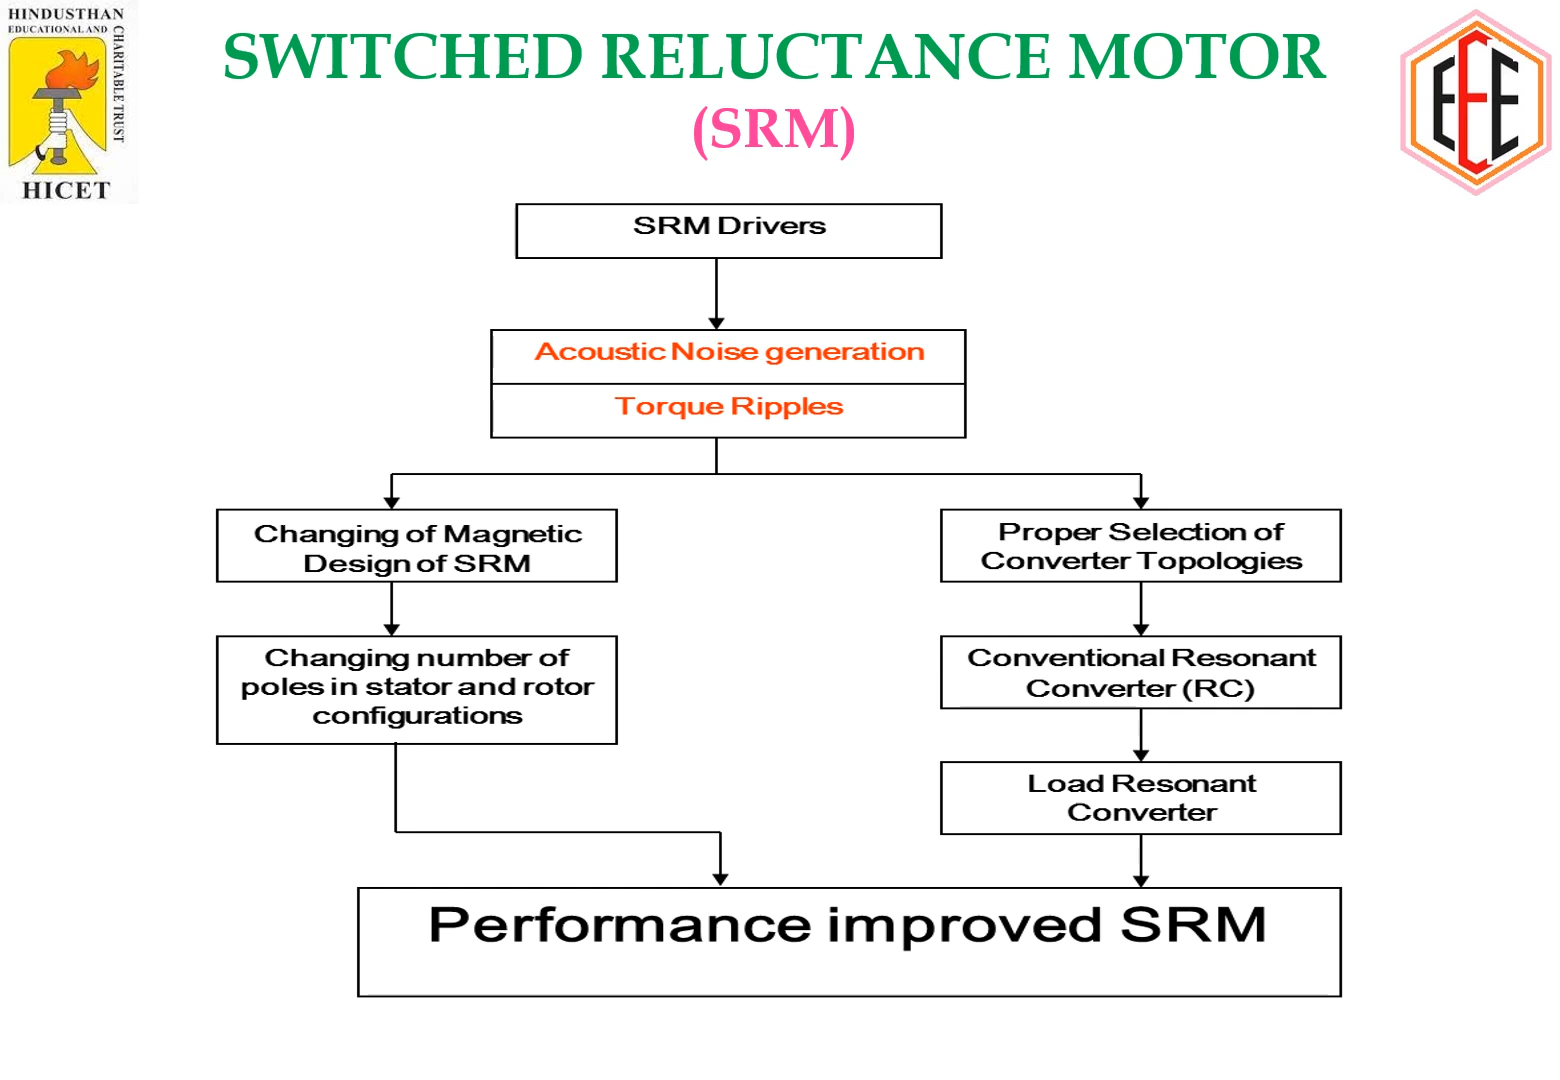 HINDUSTHAN
EDUCATIONAL AND
CHARITABLE TRUST
HICET
SWITCHED RELUCTANCE MOTOR
(SRM)
EEE
SRM Drivers
Acoustic Noise generation
Torque Ripples
Changing of Magnetic
Design of SRM
Proper Selection of
Converter Topologies
Changing number of
poles in stator and rotor
configurations
Conventional Resonant
Converter (RC)
Load Resonant
Converter
Performance improved SRM